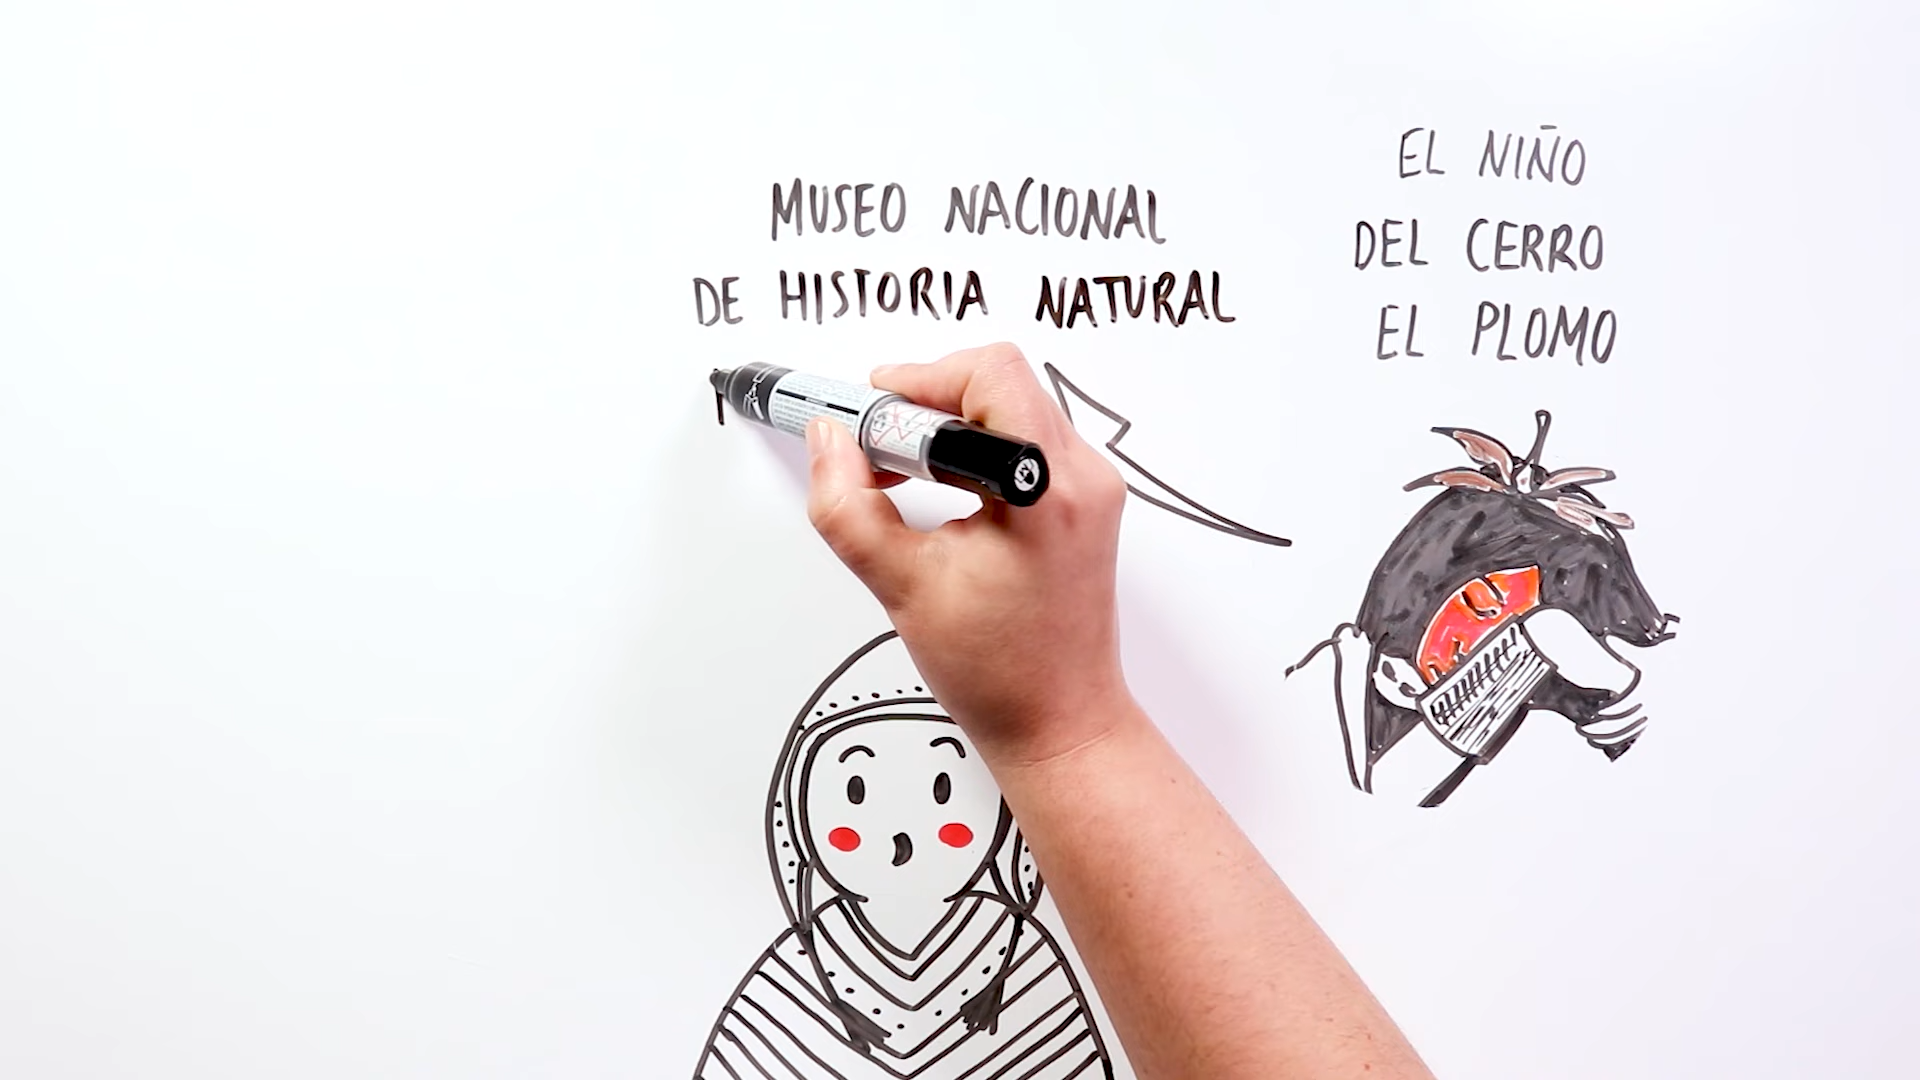 MUSEO NACIONAL
DE HISTORIA NATURAL
EL NIÑO
DEL CERRO
EL PLOMO